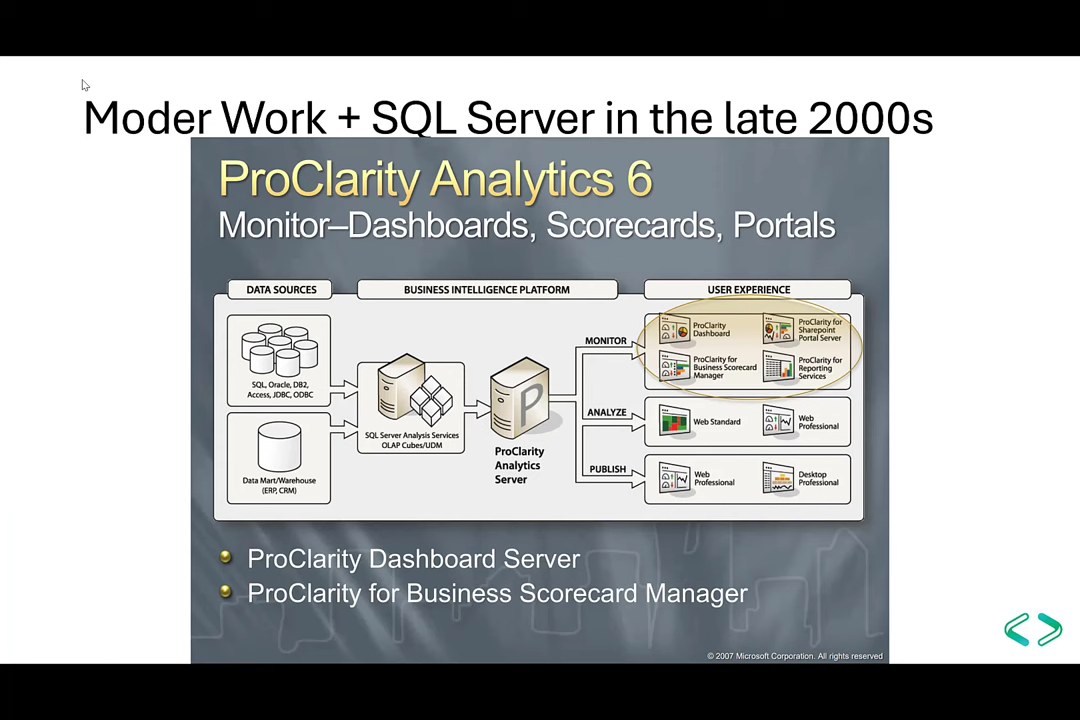 Moder Work + SQL Server in the late 2000s
ProClarity Analytics 6
Monitor–Dashboards, Scorecards, Portals
DATA SOURCES
BUSINESS INTELLIGENCE PLATFORM
USER EXPERIENCE
SQL, Oracle, DB2,
Access, JDBC, ODBC
Data Mart/Warehouse
(ERP, CRM)
SQL Server Analysis Services
OLAP Cubes/UDM
P
ProClarity
Analytics
Server
MONITOR
ProClarity
Dashboard
ProClarity for
Sharepoint
Portal Server
ProClarity for
Business Scorecard
Manager
ProClarity for
Reporting
Services
ANALYZE
Web Standard
Web
Professional
PUBLISH
Web
Professional
Desktop
Professional
ProClarity Dashboard Server
ProClarity for Business Scorecard Manager
© 2007 Microsoft Corporation. All rights reserved